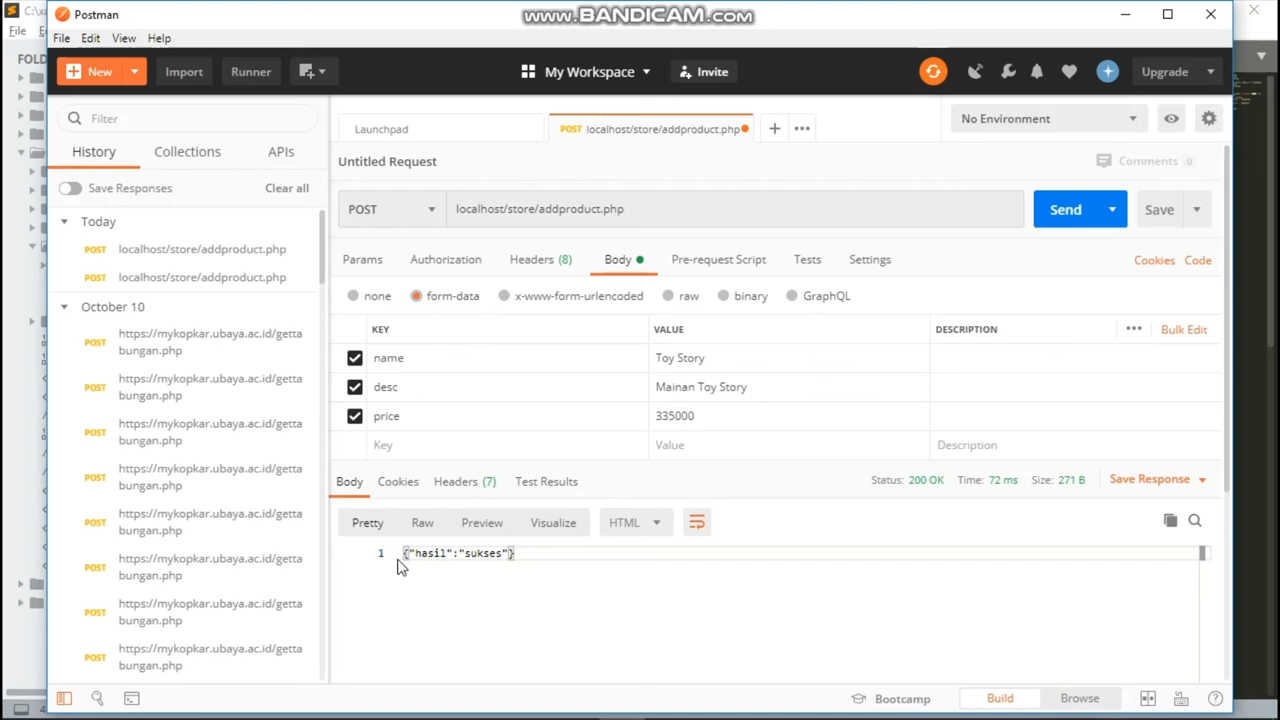 www.BANDICAM.com
Postman
File Edit View Help
New Import Runner My Workspace Invite Upgrade
Filter
History Collections APIs
Save Responses Clear all
Today
POST localhost/store/addproduct.php
POST localhost/store/addproduct.php
October 10
POST https://mykopkar.ubaya.ac.id/getta
bungan.php
POST https://mykopkar.ubaya.ac.id/getta
bungan.php
POST https://mykopkar.ubaya.ac.id/getta
bungan.php
POST https://mykopkar.ubaya.ac.id/getta
bungan.php
POST https://mykopkar.ubaya.ac.id/getta
bungan.php
POST https://mykopkar.ubaya.ac.id/getta
bungan.php
POST https://mykopkar.ubaya.ac.id/getta
bungan.php
POST https://mykopkar.ubaya.ac.id/getta
bungan.php
Launchpad POST localhost/store/addproduct.php No Environment
Untitled Request Comments 0
POST localhost/store/addproduct.php Send Save
Params Authorization Headers (8) Body Pre-request Script Tests Settings Cookies Code
none form-data x-www-form-urlencoded raw binary GraphQL
KEY VALUE DESCRIPTION Bulk Edit
name Toy Story
desc Mainan Toy Story
price 335000
Key Value Description
Body Cookies Headers (7) Test Results Status: 200 OK Time: 72 ms Size: 271 B Save Response
Pretty Raw Preview Visualize HTML
1 {"hasil":"sukses"}
Bootcamp Build Browse
File
FOLD